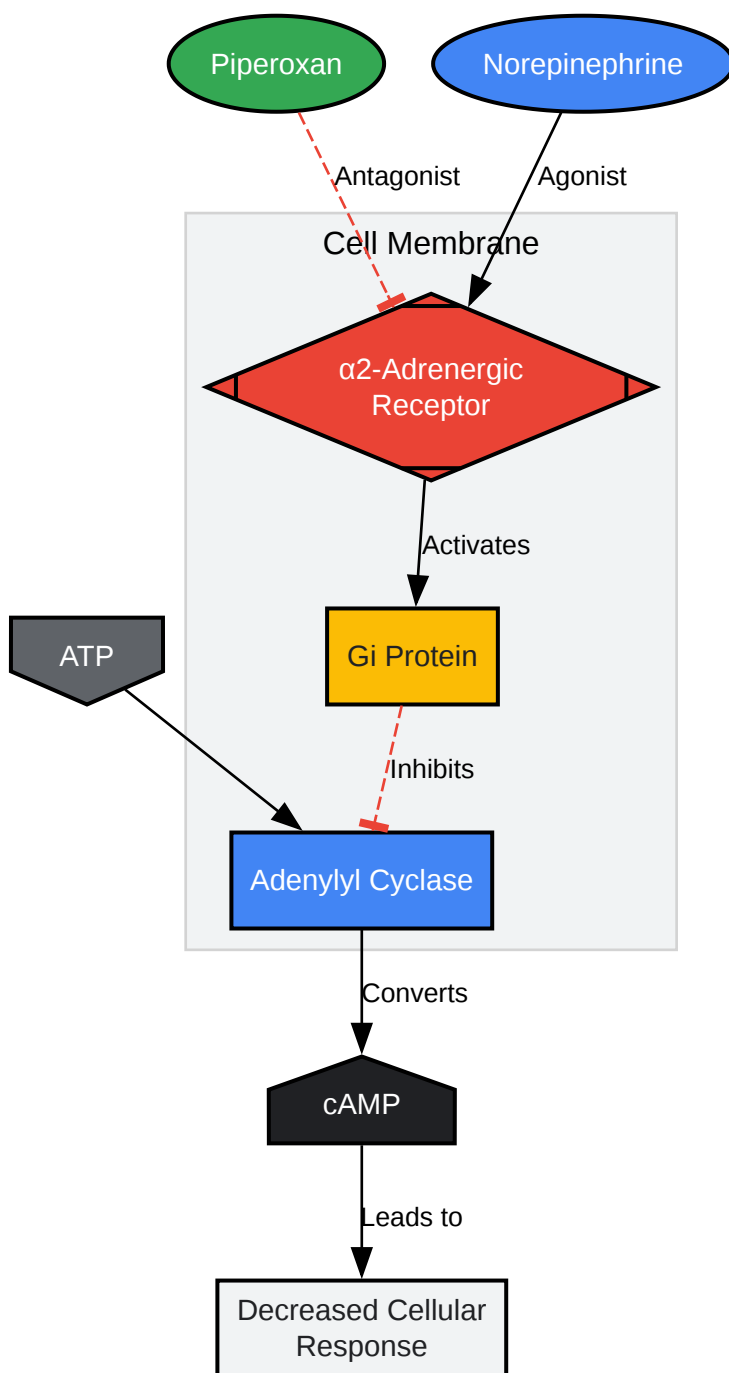 Piperoxan
Norepinephrine
Antagonist
Agonist
Cell Membrane
α2-Adrenergic
Receptor
Activates
ATP
Gi Protein
Inhibits
Adenylyl Cyclase
Converts
cAMP
Leads to
Decreased Cellular
Response